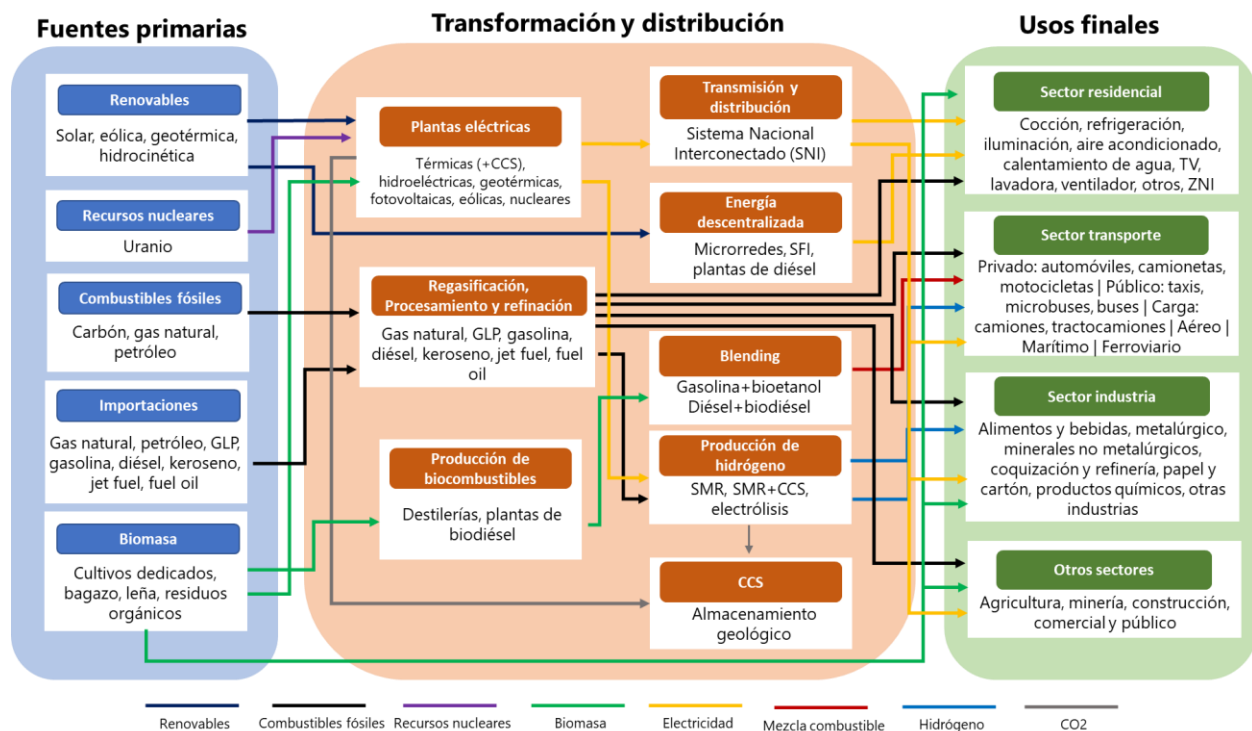 Fuentes primarias
Transformación y distribución
Usos finales
Renovables
Solar, eólica, geotérmica,
hidrocinética
Recursos nucleares
Uranio
Combustibles fósiles
Carbón, gas natural,
petróleo
Importaciones
Gas natural, petróleo, GLP,
gasolina, diésel, keroseno,
jet fuel, fuel oil
Biomasa
Cultivos dedicados,
bagazo, leña, residuos
orgánicos
Plantas eléctricas
Térmicas (+CCS),
hidroeléctricas, geotérmicas,
fotovoltaicas, eólicas, nucleares
Regasificación,
Procesamiento y refinación
Gas natural, GLP, gasolina,
diésel, keroseno, jet fuel, fuel
oil
Producción de
biocombustibles
Destilerías, plantas de
biodiésel
Transmisión y
distribución
Sistema Nacional
Interconectado (SNI)
Energía
descentralizada
Microrredes, SFI,
plantas de diésel
Blending
Gasolina+bioetanol
Diésel+biodiésel
Producción de
hidrógeno
SMR, SMR+CCS,
electrólisis
CCS
Almacenamiento
geológico
Sector residencial
Cocción, refrigeración,
iluminación, aire acondicionado,
calentamiento de agua, TV,
lavadora, ventilador, otros, ZNI
Sector transporte
Privado: automóviles, camionetas,
motocicletas | Público: taxis,
microbuses, buses | Carga:
camiones, tractocamiones | Aéreo |
Marítimo | Ferroviario
Sector industria
Alimentos y bebidas, metalúrgico,
minerales no metalúrgicos,
coquización y refinería, papel y
cartón, productos químicos, otras
industrias
Otros sectores
Agricultura, minería, construcción,
comercial y público
Renovables
Combustibles fósiles
Recursos nucleares
Biomasa
Electricidad
Mezcla combustible
Hidrógeno
CO2